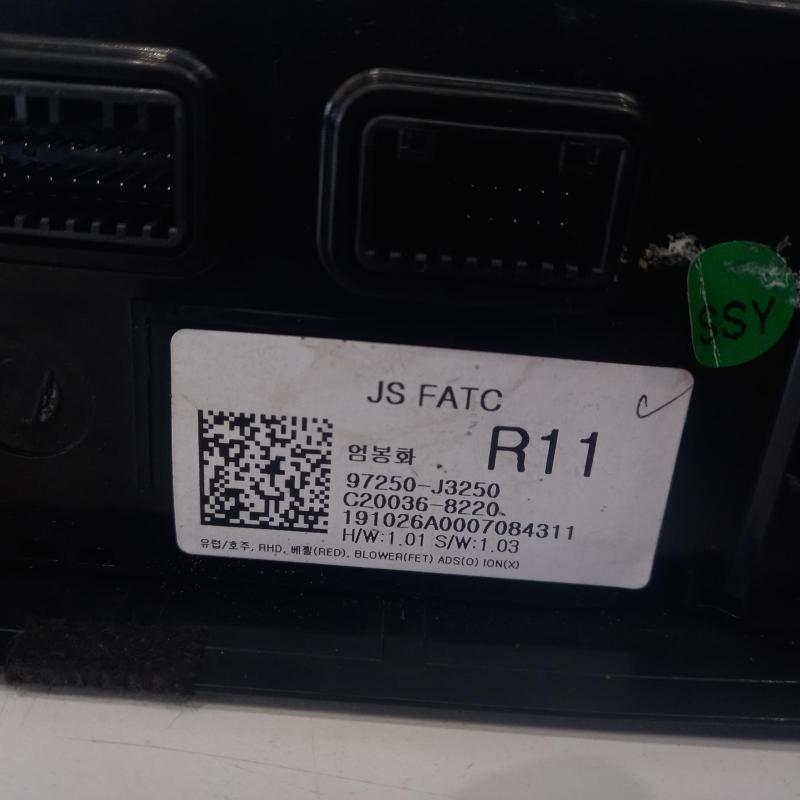 SSY
JS FATC
엄봉화 R11
97250-J3250
C20036-8220
191026A0007084311
H/W:1.01 S/W:1.03
유럽/호주, RHD, 베젤(RED), BLOWER(FET) ADS(O) ION(X)